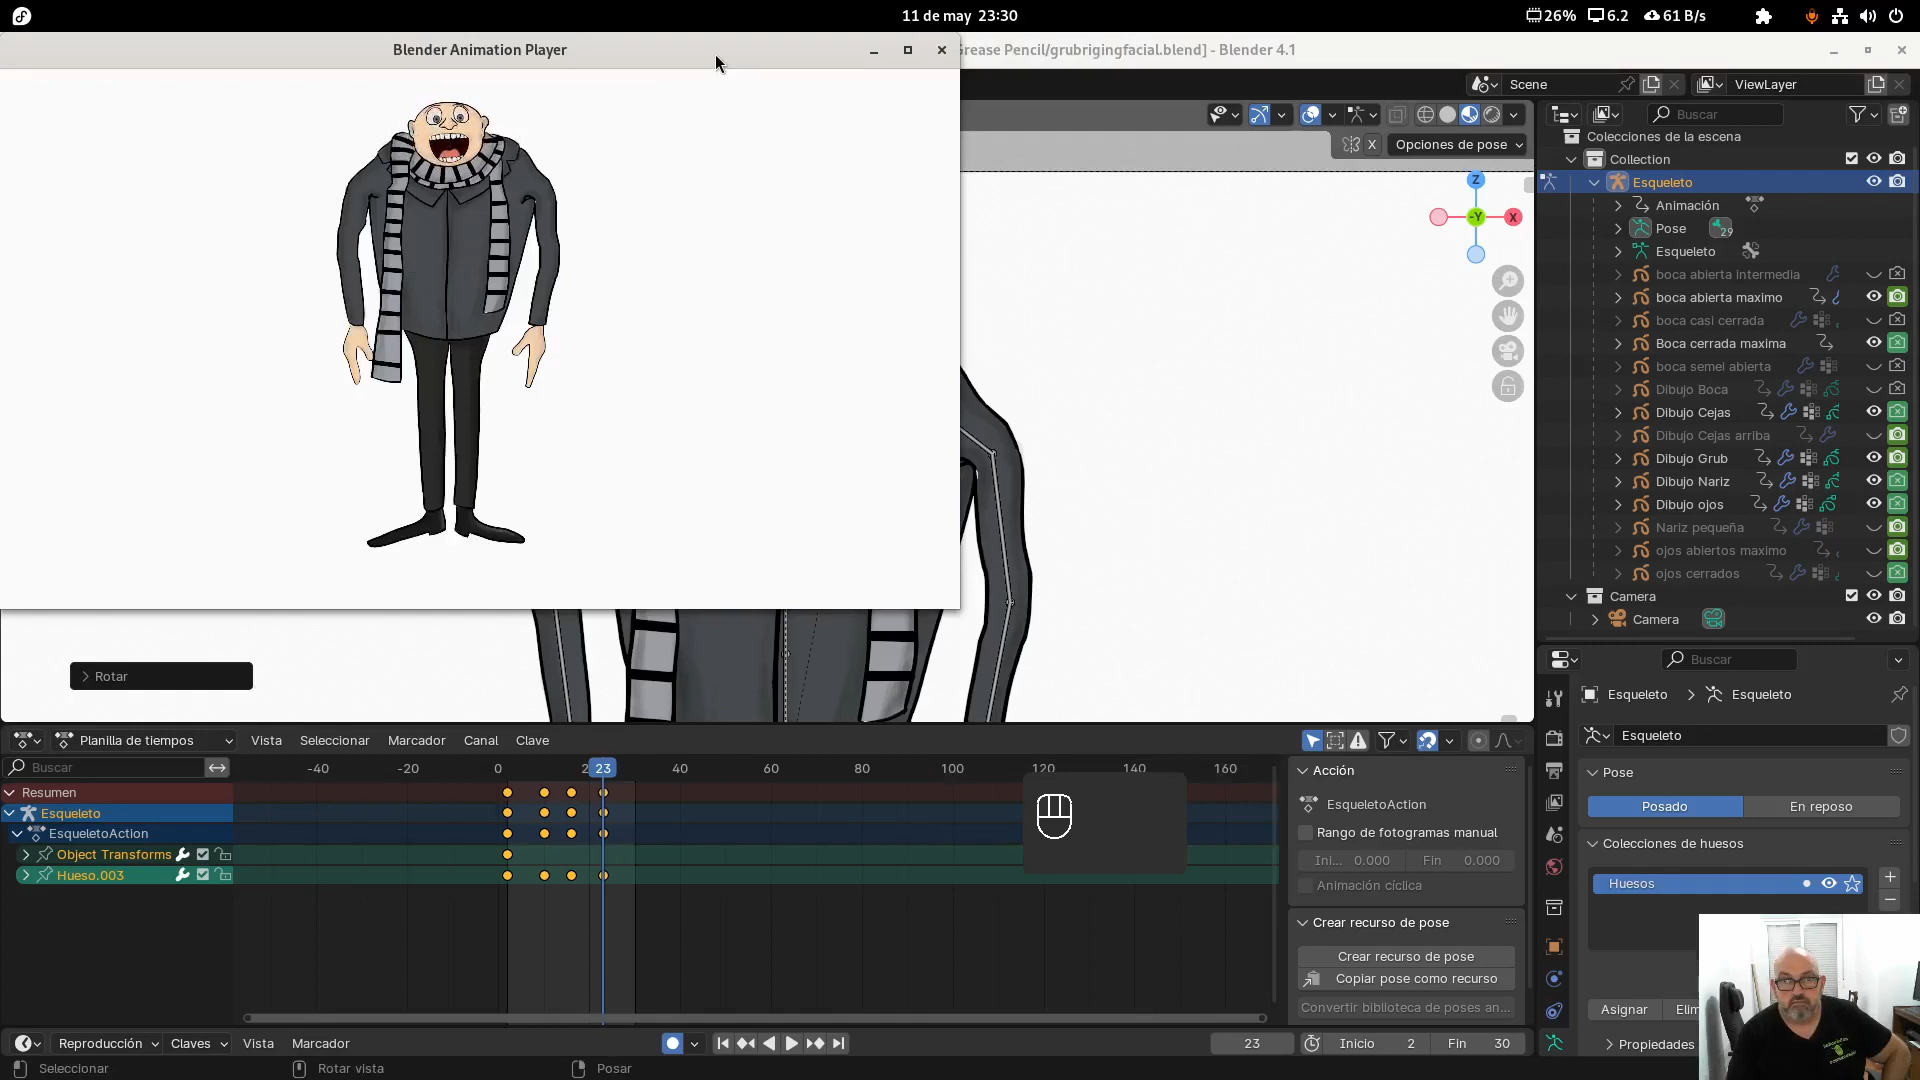 11 de may 23:30
26%
6.2
61 B/s
Blender Animation Player
Grease Pencil/grubrigingfacial.blend] - Blender 4.1
Scene
ViewLayer
X
Opciones de pose
Z
-Y
X
Buscar
Colecciones de la escena
Collection
Esqueleto
Animación
Pose
29
Esqueleto
boca abierta intermedia
boca abierta maximo
boca casi cerrada
Boca cerrada maxima
boca semei abierta
Dibujo Boca
Dibujo Cejas
Dibujo Cejas arriba
Dibujo Grub
Dibujo Nariz
Dibujo ojos
Nariz pequeña
ojos abiertos maximo
ojos cerrados
Camera
Camera
Rotar
Buscar
Esqueleto > Esqueleto
Esqueleto
Pose
Posado
En reposo
Colecciones de huesos
Huesos
Asignar
Elim
Propiedades
Planilla de tiempos
Vista
Seleccionar
Marcador
Canal
Clave
Buscar
-40
-20
0
2
23
40
60
80
100
120
140
160
Resumen
Esqueleto
EsqueletoAction
Object Transforms
Hueso.003
Acción
EsqueletoAction
Rango de fotogramas manual
Ini... 0.000
Fin 0.000
Animación cíclica
Crear recurso de pose
Crear recurso de pose
Copiar pose como recurso
Convertir biblioteca de poses an...
Reproducción
Claves
Vista
Marcador
23
Inicio 2
Fin 30
Seleccionar
Rotar vista
Posar